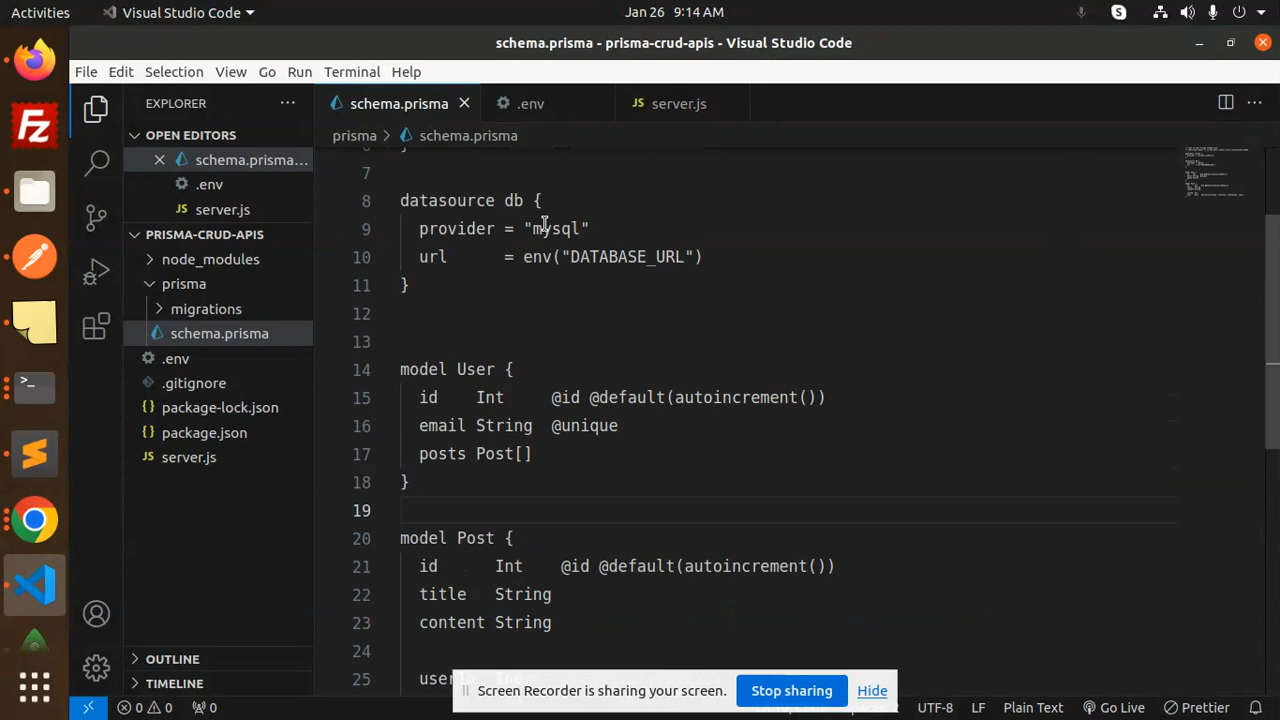 Activities
Visual Studio Code
Jan 26 9:14 AM
schema.prisma - prisma-crud-apis - Visual Studio Code
File Edit Selection View Go Run Terminal Help
EXPLORER
OPEN EDITORS
schema.prisma...
.env
server.js
PRISMA-CRUD-APIS
node_modules
prisma
migrations
schema.prisma
.env
.gitignore
package-lock.json
package.json
server.js
OUTLINE
TIMELINE
schema.prisma
.env
server.js
prisma > schema.prisma
7
8 datasource db {
9 provider = "mysql"
10 url = env("DATABASE_URL")
11 }
12
13
14 model User {
15 id Int @id @default(autoincrement())
16 email String @unique
17 posts Post[]
18 }
19
20 model Post {
21 id Int @id @default(autoincrement())
22 title String
23 content String
24
25
Screen Recorder is sharing your screen.
Stop sharing
Hide
0 0 0
UTF-8
LF
Plain Text
Go Live
Prettier